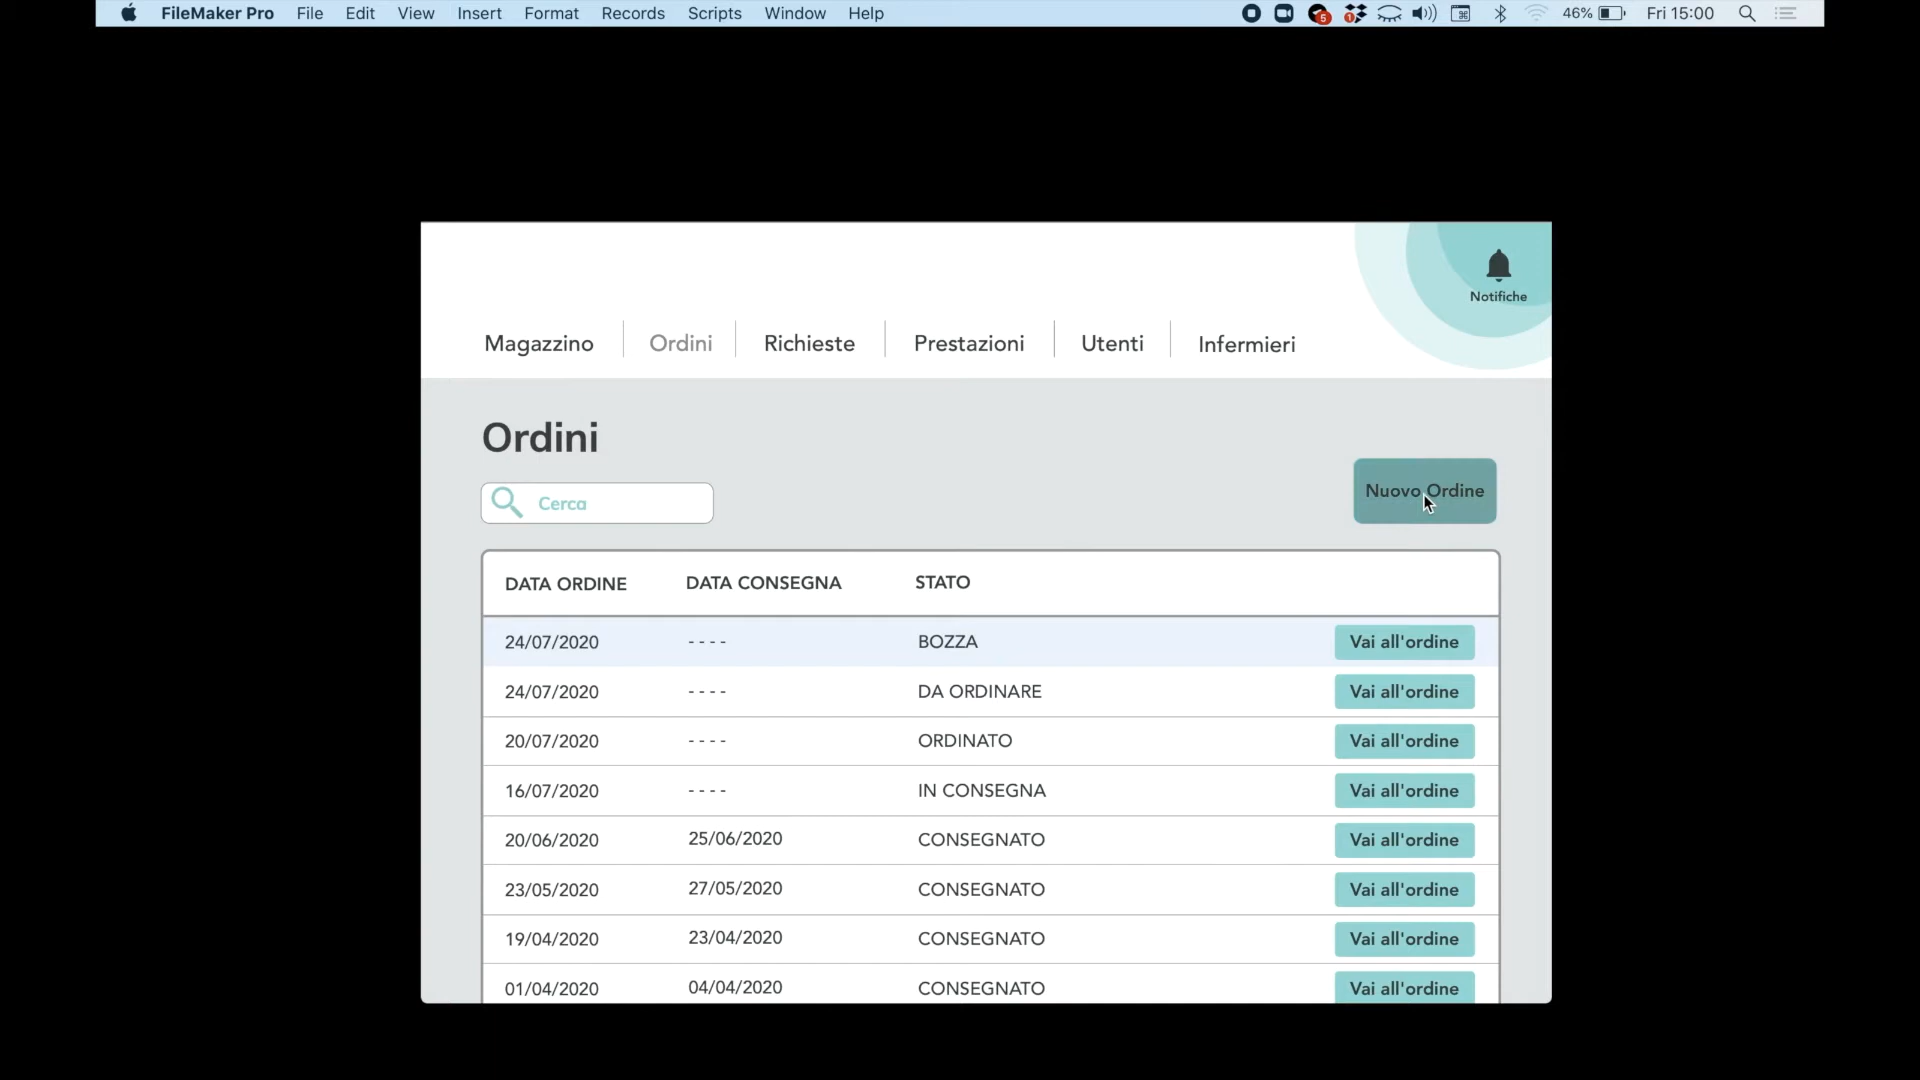 FileMaker Pro File Edit View Insert Format Records Scripts Window Help 5 1 46% Fri 15:00
Notifiche
Magazzino Ordini Richieste Prestazioni Utenti Infermieri
Ordini
Nuovo Ordine
Cerca
DATA ORDINE DATA CONSEGNA STATO
24/07/2020 ---- BOZZA Vai all'ordine
24/07/2020 ---- DA ORDINARE Vai all'ordine
20/07/2020 ---- ORDINATO Vai all'ordine
16/07/2020 ---- IN CONSEGNA Vai all'ordine
20/06/2020 25/06/2020 CONSEGNATO Vai all'ordine
23/05/2020 27/05/2020 CONSEGNATO Vai all'ordine
19/04/2020 23/04/2020 CONSEGNATO Vai all'ordine
01/04/2020 04/04/2020 CONSEGNATO Vai all'ordine